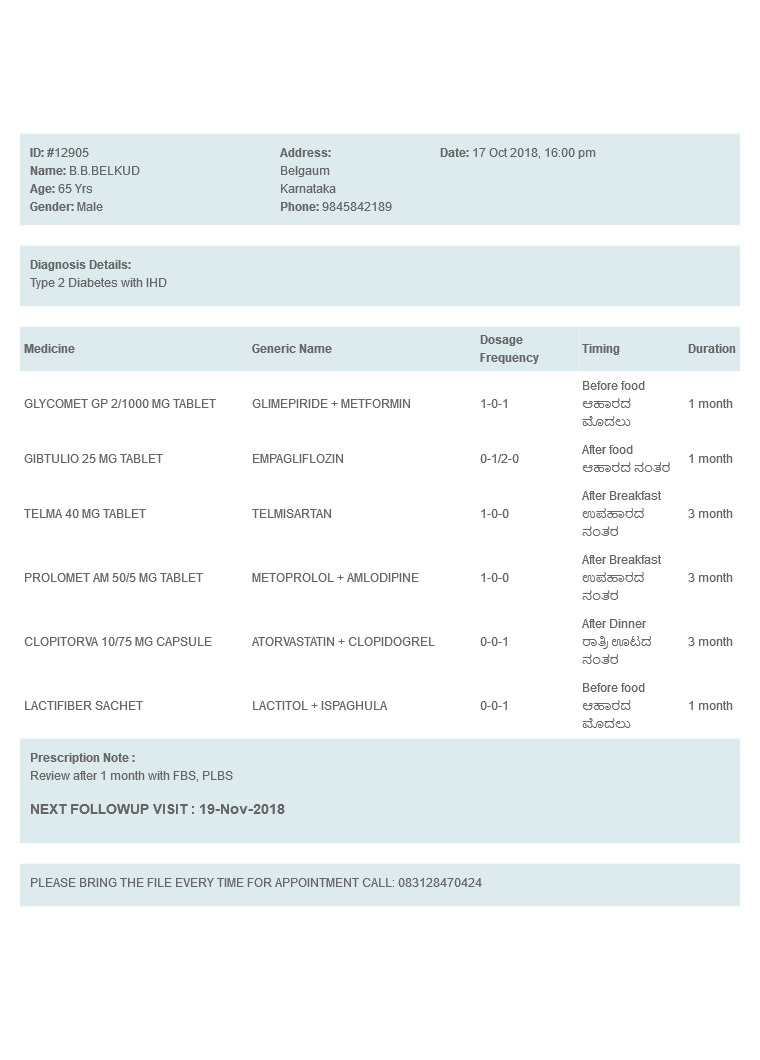 ID: #12905
Name: B.B.BELKUD
Age: 65 Yrs
Gender: Male
Address:
Belgaum
Karnataka
Phone: 9845842189
Date: 17 Oct 2018, 16:00 pm
Diagnosis Details:
Type 2 Diabetes with IHD
Medicine Generic Name Dosage Frequency Timing Duration
GLYCOMET GP 2/1000 MG TABLET GLIMEPIRIDE + METFORMIN 1-0-1 Before food ಆಹಾರದ ಮೊದಲು 1 month
GIBTULIO 25 MG TABLET EMPAGLIFLOZIN 0-1/2-0 After food ಆಹಾರದ ನಂತರ 1 month
TELMA 40 MG TABLET TELMISARTAN 1-0-0 After Breakfast ಉಪಹಾರದ ನಂತರ 3 month
PROLOMET AM 50/5 MG TABLET METOPROLOL + AMLODIPINE 1-0-0 After Breakfast ಉಪಹಾರದ ನಂತರ 3 month
CLOPITORVA 10/75 MG CAPSULE ATORVASTATIN + CLOPIDOGREL 0-0-1 After Dinner ರಾತ್ರಿ ಊಟದ ನಂತರ 3 month
LACTIFIBER SACHET LACTITOL + ISPAGHULA 0-0-1 Before food ಆಹಾರದ ಮೊದಲು 1 month
Prescription Note :
Review after 1 month with FBS, PLBS
NEXT FOLLOWUP VISIT : 19-Nov-2018
PLEASE BRING THE FILE EVERY TIME FOR APPOINTMENT CALL: 083128470424